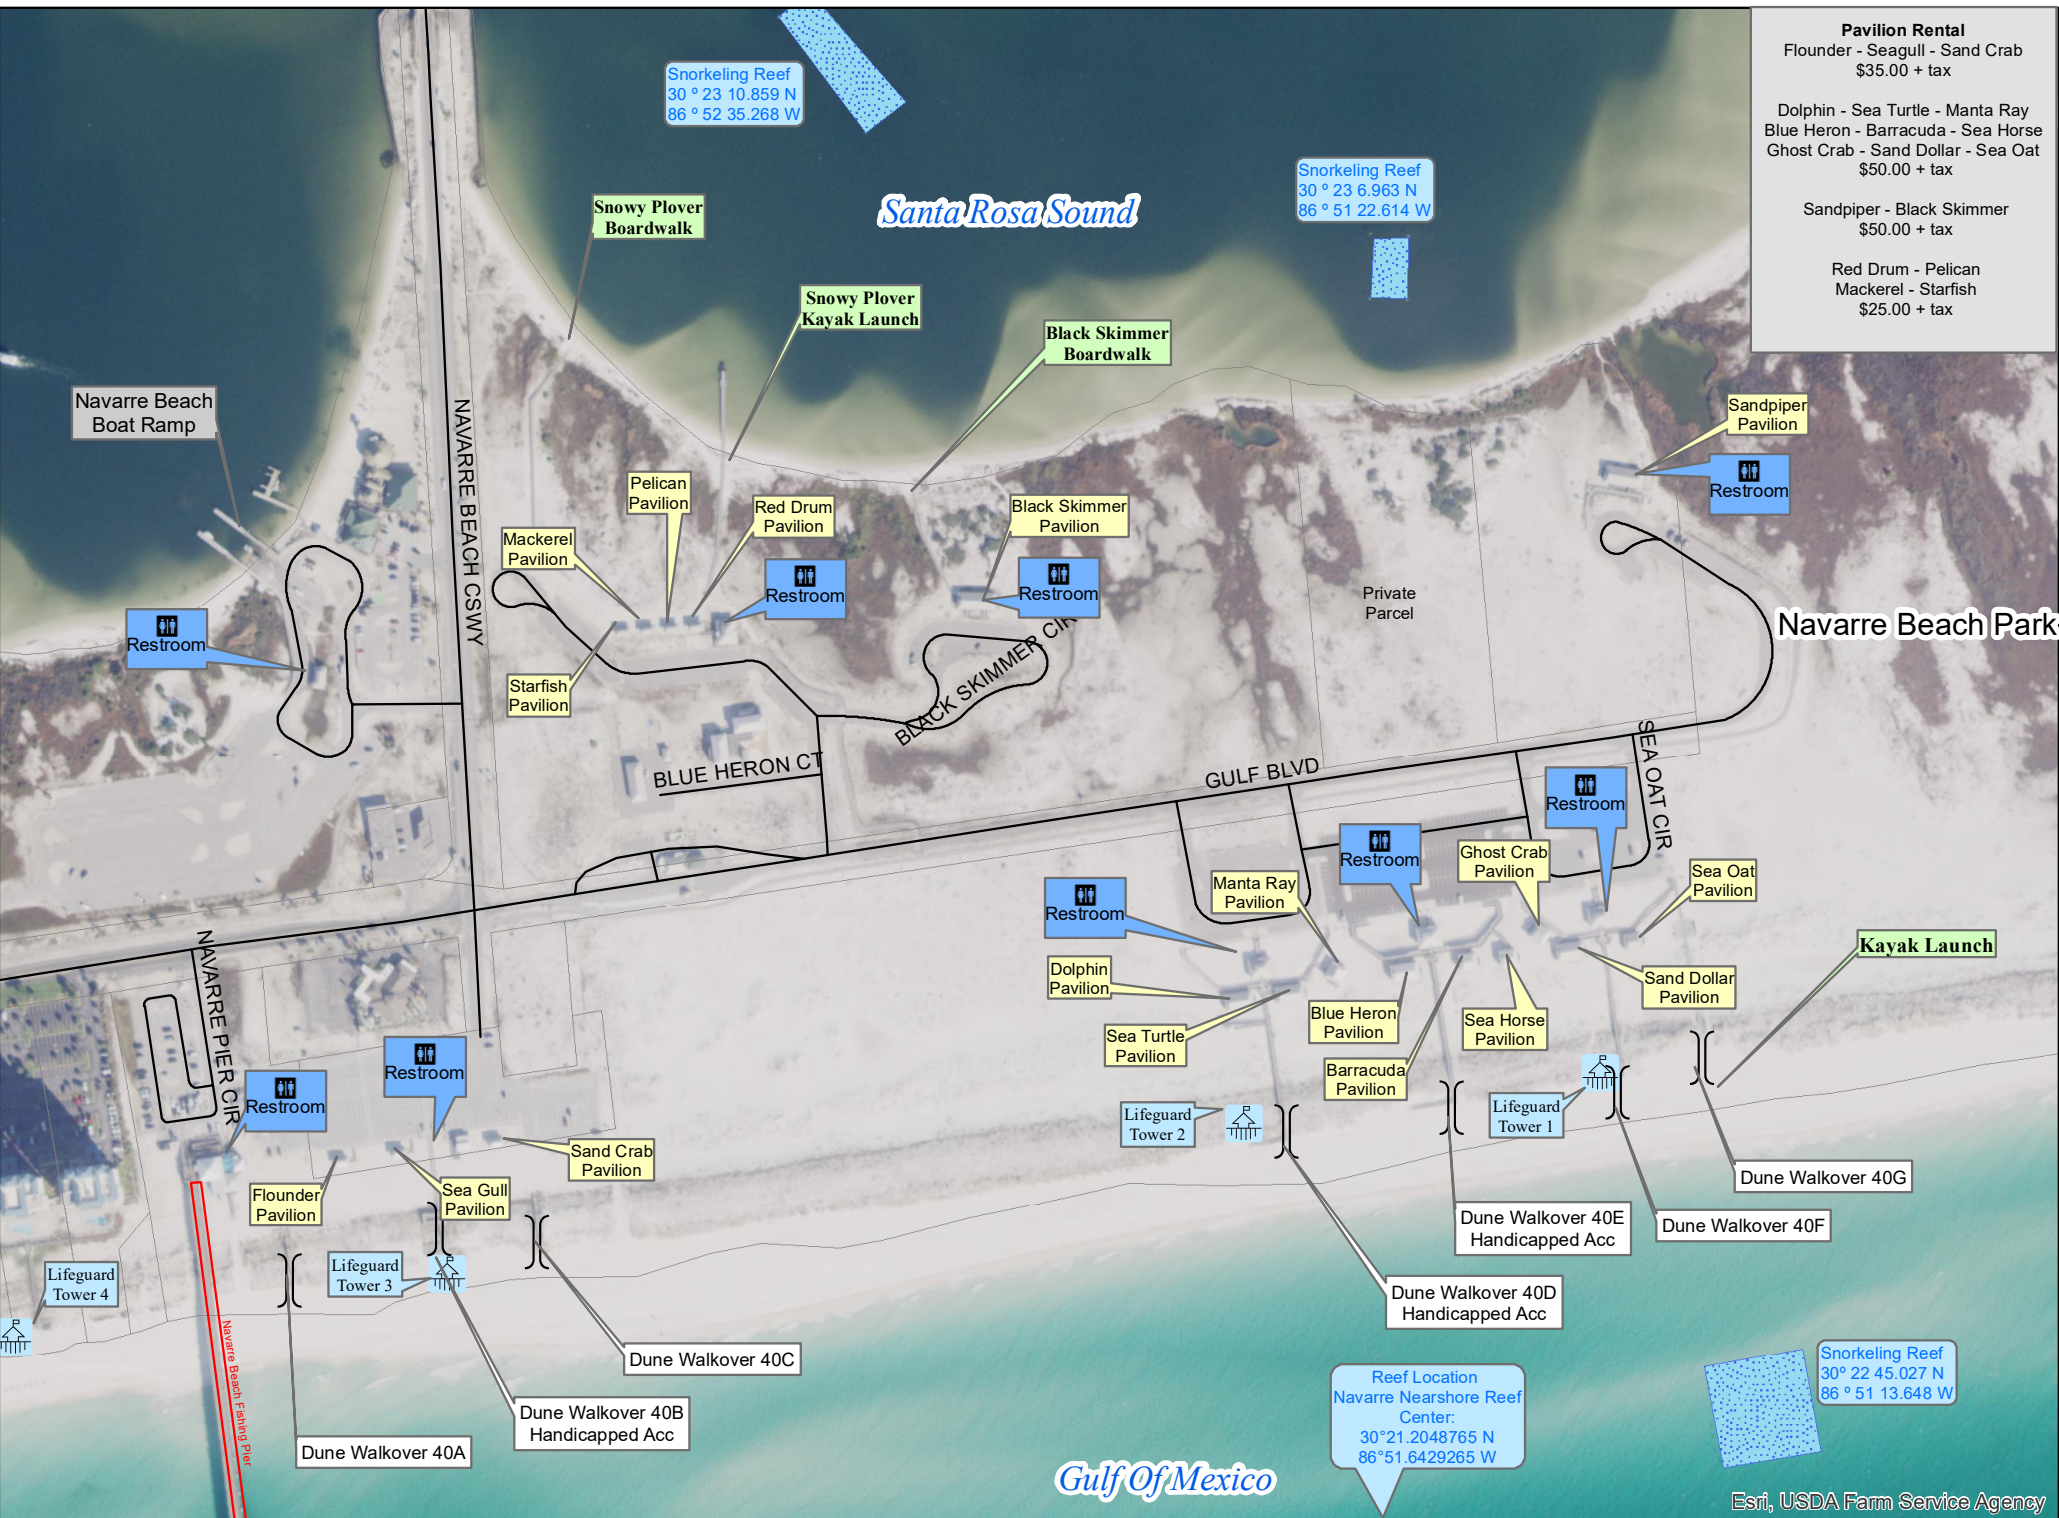 Pavilion Rental
Flounder - Seagull - Sand Crab
$35.00 + tax
Dolphin - Sea Turtle - Manta Ray
Blue Heron - Barracuda - Sea Horse
Ghost Crab - Sand Dollar - Sea Oat
$50.00 + tax
Sandpiper - Black Skimmer
$50.00 + tax
Red Drum - Pelican
Mackerel - Starfish
$25.00 + tax
Snorkeling Reef
30 º 23 10.859 N
86 º 52 35.268 W
Snorkeling Reef
30 º 23 6.963 N
86 º 51 22.614 W
Santa Rosa Sound
Snowy Plover
Boardwalk
Snowy Plover
Kayak Launch
Black Skimmer
Boardwalk
Navarre Beach
Boat Ramp
NAVARRE BEACH CSWY
Sandpiper
Pavilion
Restroom
Pelican
Pavilion
Red Drum
Pavilion
Black Skimmer
Pavilion
Mackerel
Pavilion
Restroom
Restroom
Private
Parcel
Navarre Beach Park
Restroom
Starfish
Pavilion
BLACK SKIMMER CIR
BLUE HERON CT
GULF BLVD
SEA OAT CIR
Restroom
Restroom
Ghost Crab
Pavilion
Sea Oat
Pavilion
Manta Ray
Pavilion
Restroom
Kayak Launch
NAVARRE PIER CIR
Dolphin
Pavilion
Sand Dollar
Pavilion
Blue Heron
Pavilion
Sea Horse
Pavilion
Sea Turtle
Pavilion
Barracuda
Pavilion
Restroom
Restroom
Lifeguard
Tower 2
Lifeguard
Tower 1
Sand Crab
Pavilion
Flounder
Pavilion
Sea Gull
Pavilion
Dune Walkover 40G
Dune Walkover 40E
Handicapped Acc
Dune Walkover 40F
Lifeguard
Tower 4
Lifeguard
Tower 3
Dune Walkover 40D
Handicapped Acc
Navarre Beach Fishing Pier
Dune Walkover 40C
Dune Walkover 40B
Handicapped Acc
Dune Walkover 40A
Snorkeling Reef
30º 22 45.027 N
86 º 51 13.648 W
Reef Location
Navarre Nearshore Reef
Center:
30°21.2048765 N
86°51.6429265 W
Gulf Of Mexico
Esri, USDA Farm Service Agency